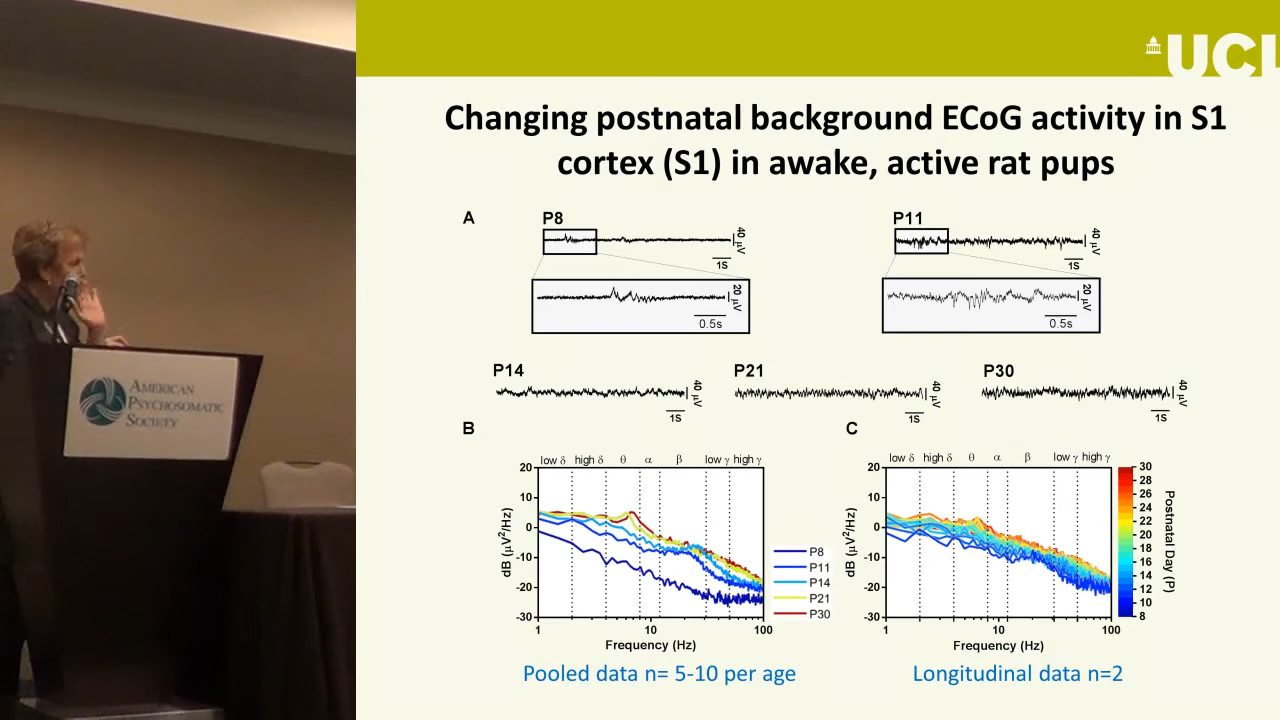 UCL
Changing postnatal background ECoG activity in S1
cortex (S1) in awake, active rat pups
A
P8
40 µV
1S
20 µV
0.5s
P11
40 µV
1S
20 µV
0.5s
P14
40 µV
1S
P21
40 µV
1S
P30
40 µV
1S
B
low δ high δ θ α β low γ high γ
20
10
0
-10
-20
-30
dB (µV²/Hz)
1 10 100
Frequency (Hz)
P8
P11
P14
P21
P30
Pooled data n= 5-10 per age
C
low δ high δ θ α β low γ high γ
20
10
0
-10
-20
-30
dB (µV²/Hz)
1 10 100
Frequency (Hz)
30
28
26
24
22
20
18
16
14
12
10
8
Postnatal Day (P)
Longitudinal data n=2
AMERICAN
PSYCHOSOMATIC
SOCIETY